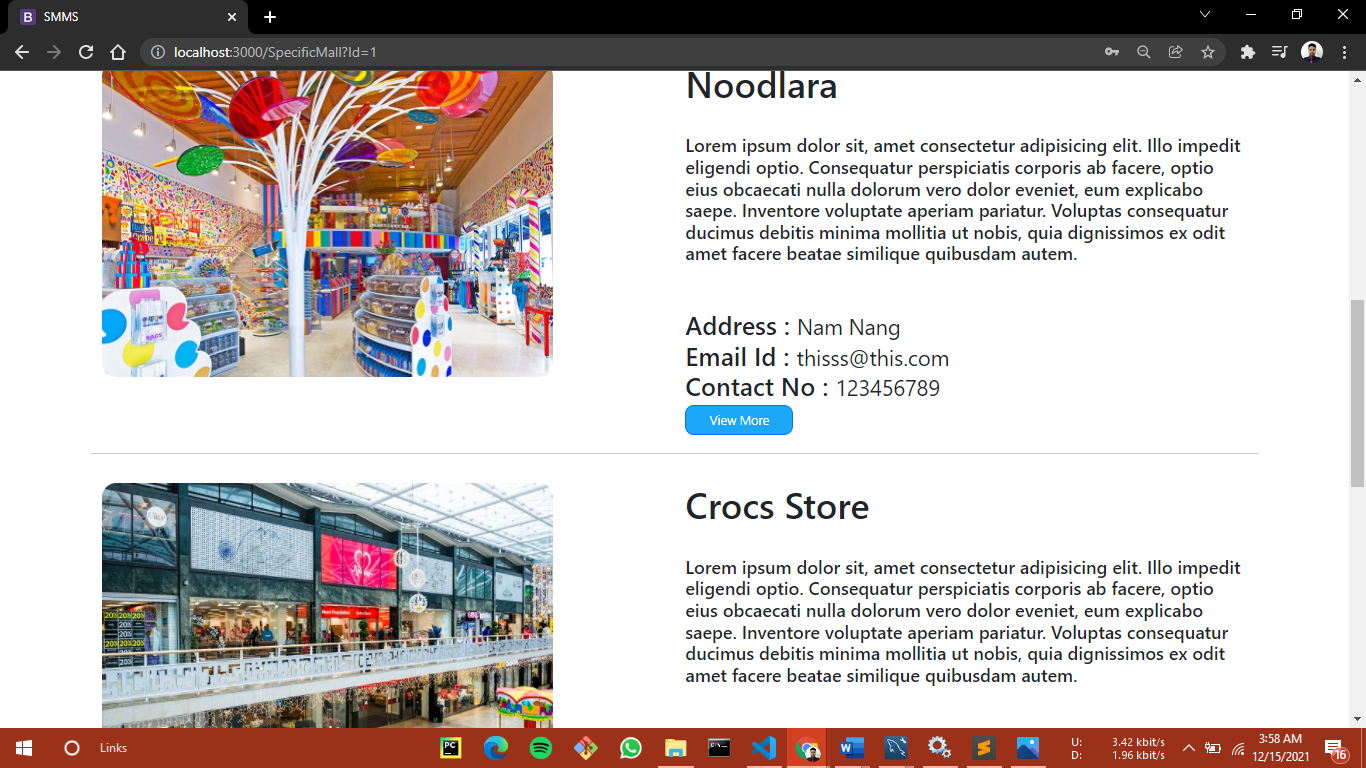 SMMS
localhost:3000/SpecificMall?Id=1
Noodlara
Lorem ipsum dolor sit, amet consectetur adipisicing elit. Illo impedit
eligendi optio. Consequatur perspiciatis corporis ab facere, optio
eius obcaecati nulla dolorum vero dolor eveniet, eum explicabo
saepe. Inventore voluptate aperiam pariatur. Voluptas consequatur
ducimus debitis minima mollitia ut nobis, quia dignissimos ex odit
amet facere beatae similique quibusdam autem.
Address : Nam Nang
Email Id : thisss@this.com
Contact No : 123456789
View More
Crocs Store
Lorem ipsum dolor sit, amet consectetur adipisicing elit. Illo impedit
eligendi optio. Consequatur perspiciatis corporis ab facere, optio
eius obcaecati nulla dolorum vero dolor eveniet, eum explicabo
saepe. Inventore voluptate aperiam pariatur. Voluptas consequatur
ducimus debitis minima mollitia ut nobis, quia dignissimos ex odit
amet facere beatae similique quibusdam autem.
Links
U: 3.42 kbit/s
D: 1.96 kbit/s
3:58 AM
12/15/2021
16